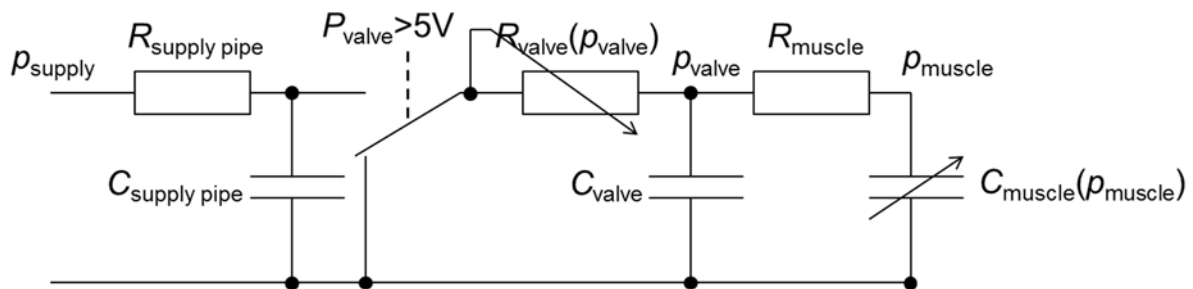 P_valve>5V
R_supply pipe
R_valve(p_valve)
R_muscle
p_supply
p_valve
p_muscle
C_supply pipe
C_valve
C_muscle(p_muscle)